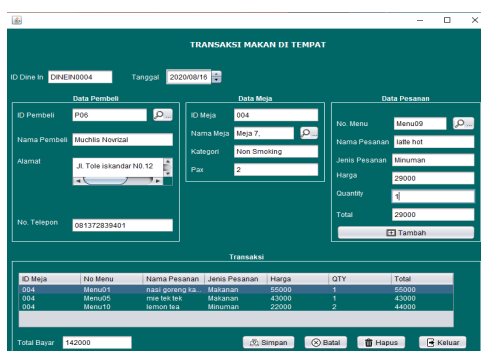 TRANSAKSI MAKAN DI TEMPAT
ID Dine In DINEIN0004 Tanggal 2020/08/16
Data Pembeli
ID Pembeli P06
Nama Pembeli Muchlis Novrizal
Alamat Jl. Tole iskandar N0.12
No. Telepon 081372839401
Data Meja
ID Meja 004
Nama Meja Meja 7,
Kategori Non Smoking
Pax 2
Data Pesanan
No. Menu Menu09
Nama Pesanan latte hot
Jenis Pesanan Minuman
Harga 29000
Quantity 1
Total 29000
Tambah
Transaksi
ID Meja No Menu Nama Pesanan Jenis Pesanan Harga QTY Total
004 Menu01 nasi goreng ka... Makanan 55000 1 55000
004 Menu05 mie tek tek Makanan 43000 1 43000
004 Menu10 lemon tea Minuman 22000 2 44000
Total Bayar 142000 Simpan Batal Hapus Keluar